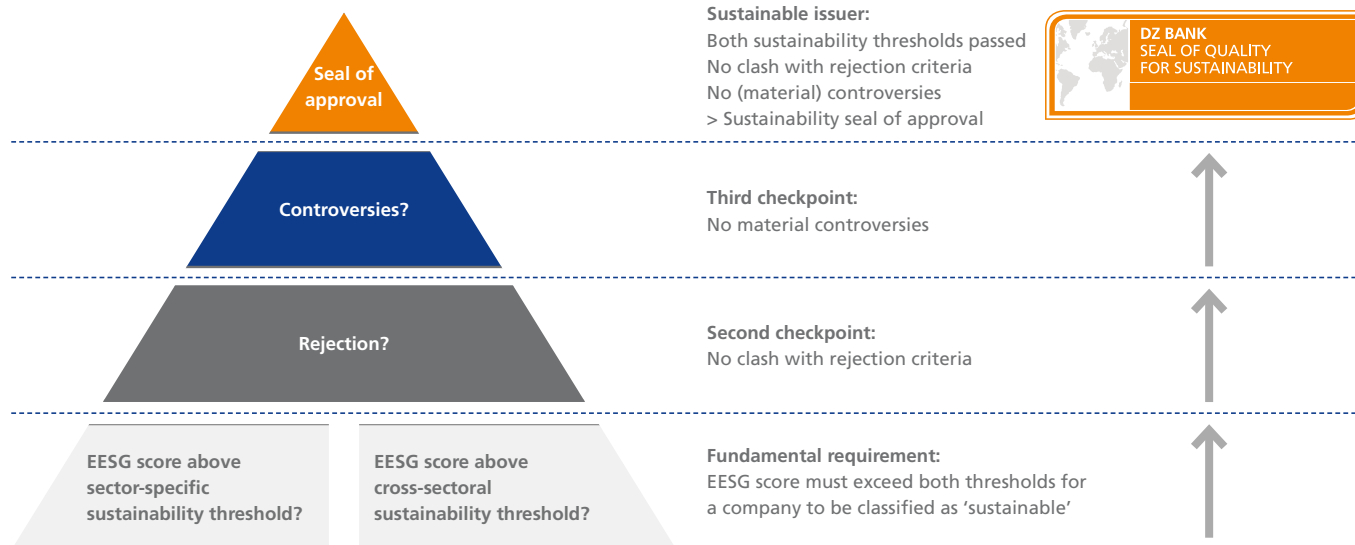 Seal of
approval
Sustainable issuer:
Both sustainability thresholds passed
No clash with rejection criteria
No (material) controversies
> Sustainability seal of approval
DZ BANK
SEAL OF QUALITY
FOR SUSTAINABILITY
Controversies?
Third checkpoint:
No material controversies
Rejection?
Second checkpoint:
No clash with rejection criteria
EESG score above
sector-specific
sustainability threshold?
EESG score above
cross-sectoral
sustainability threshold?
Fundamental requirement:
EESG score must exceed both thresholds for
a company to be classified as ‘sustainable’